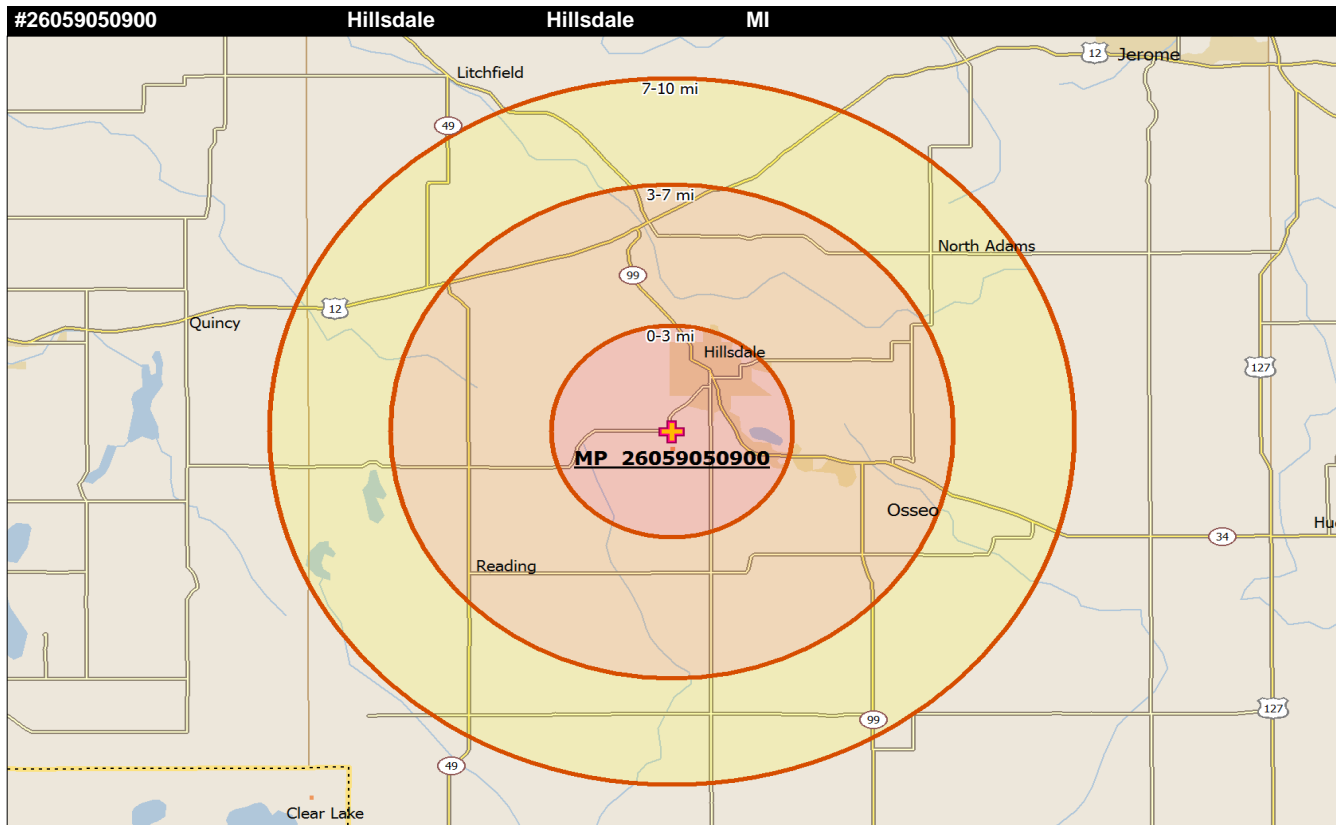 #26059050900 Hillsdale Hillsdale MI
12
Jerome
Litchfield
7-10 mi
49
3-7 mi
North Adams
99
12
Quincy
0-3 mi
Hillsdale
127
MP 26059050900
Osseo
Hu
34
Reading
127
99
49
Clear Lake